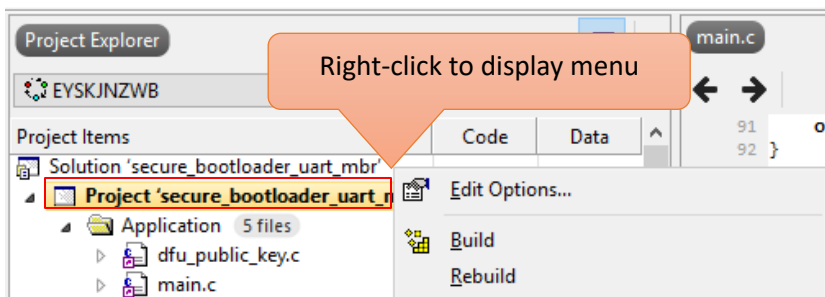 Project Explorer
main.c
Right-click to display menu
EYSKJNZWB
Project Items
Code
Data
91
92 }
Solution 'secure_bootloader_uart_mbr'
Project 'secure_bootloader_uart_
Edit Options...
Application 5 files
Build
dfu_public_key.c
Rebuild
main.c